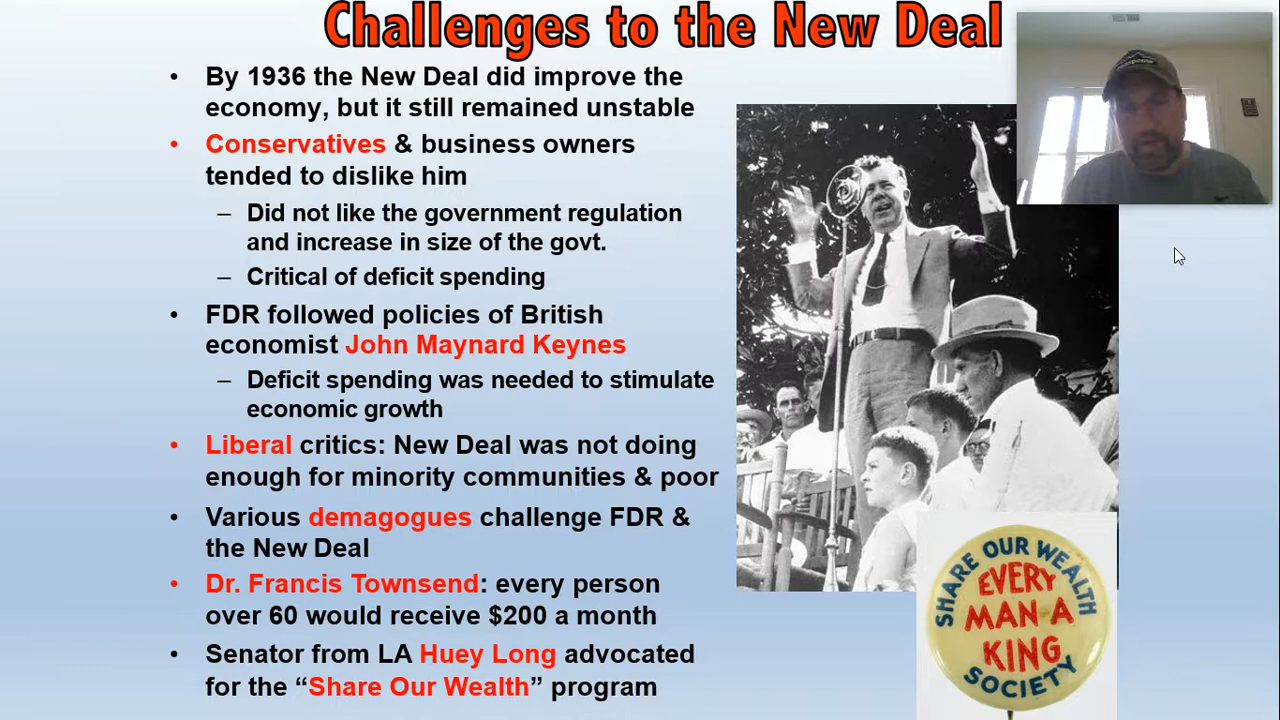 Challenges to the New Deal
• By 1936 the New Deal did improve the
economy, but it still remained unstable
• Conservatives & business owners
tended to dislike him
– Did not like the government regulation
and increase in size of the govt.
– Critical of deficit spending
• FDR followed policies of British
economist John Maynard Keynes
– Deficit spending was needed to stimulate
economic growth
• Liberal critics: New Deal was not doing
enough for minority communities & poor
• Various demagogues challenge FDR &
the New Deal
• Dr. Francis Townsend: every person
over 60 would receive $200 a month
• Senator from LA Huey Long advocated
for the “Share Our Wealth” program
SHARE OUR WEALTH
EVERY
MAN A
KING
SOCIETY